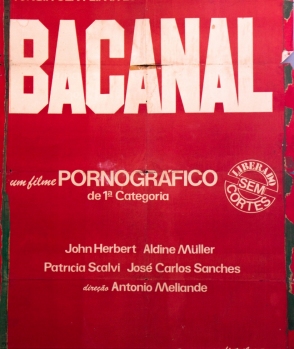 BACANAL
um filme PORNOGRÁFICO
de 1ª Categoria
LIBERADO
SEM
CORTES
John Herbert Aldine Müller
Patrícia Scalvi José Carlos Sanches
direção Antonio Meliande